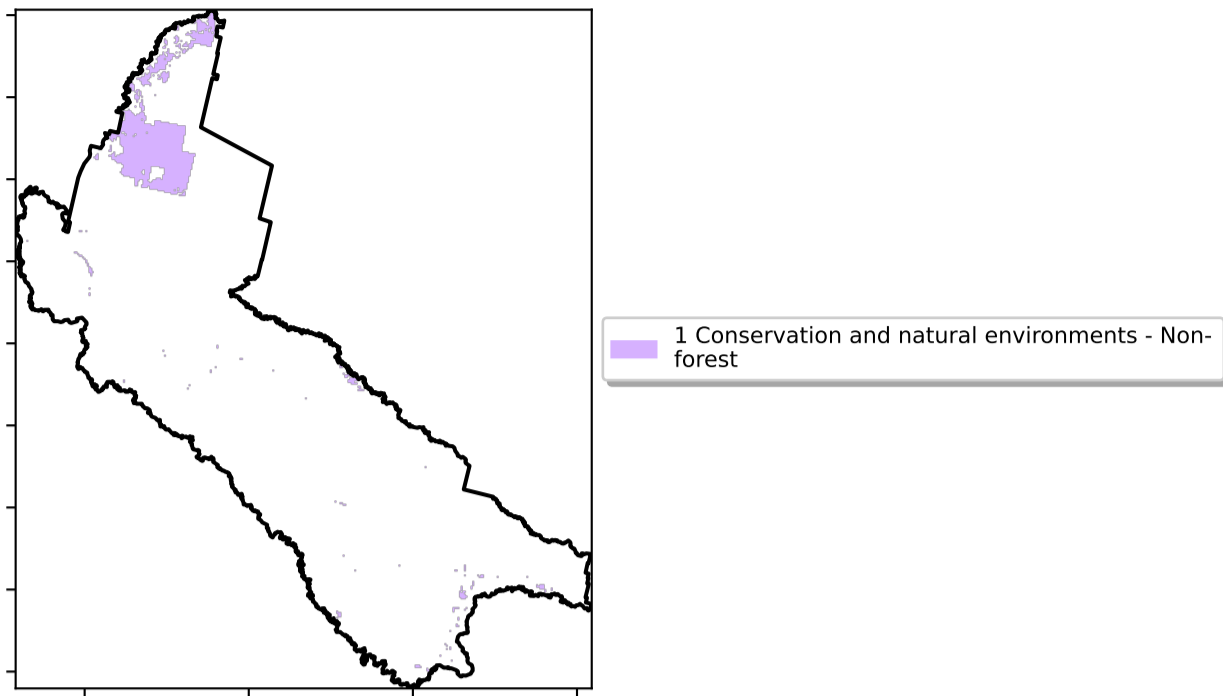 1 Conservation and natural environments - Non-
forest